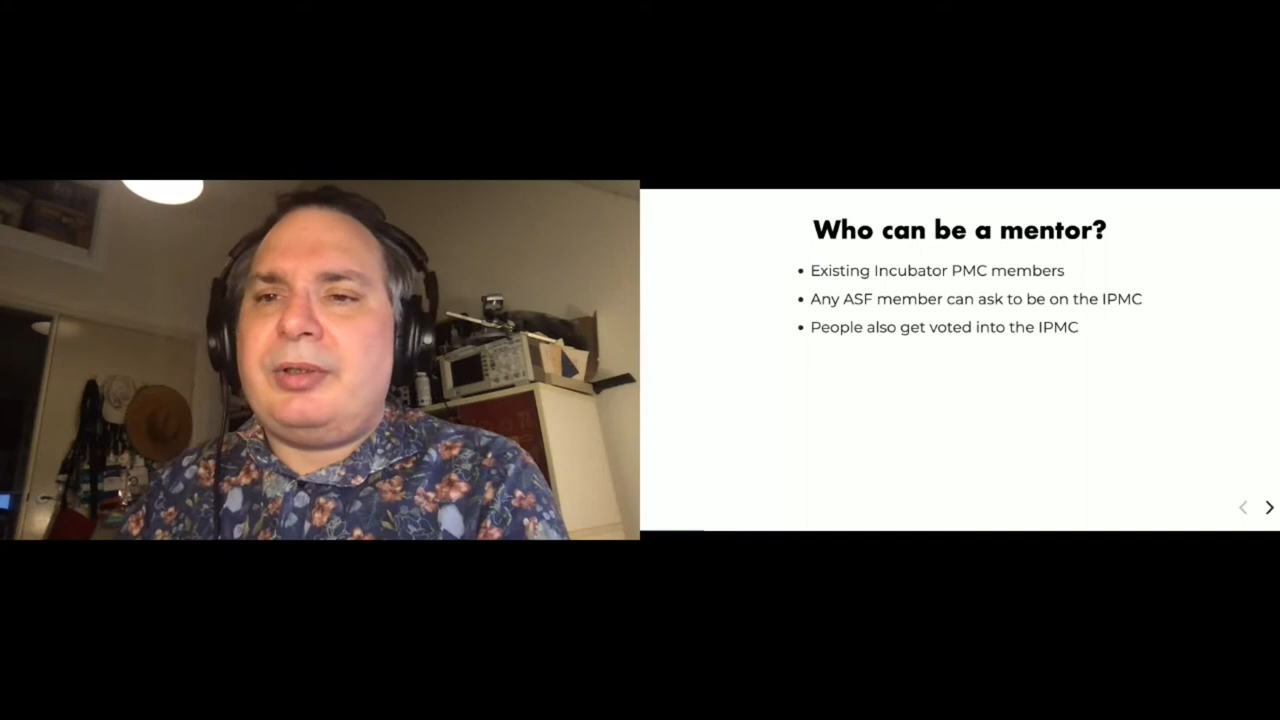 Who can be a mentor?
Existing Incubator PMC members
Any ASF member can ask to be on the IPMC
People also get voted into the IPMC